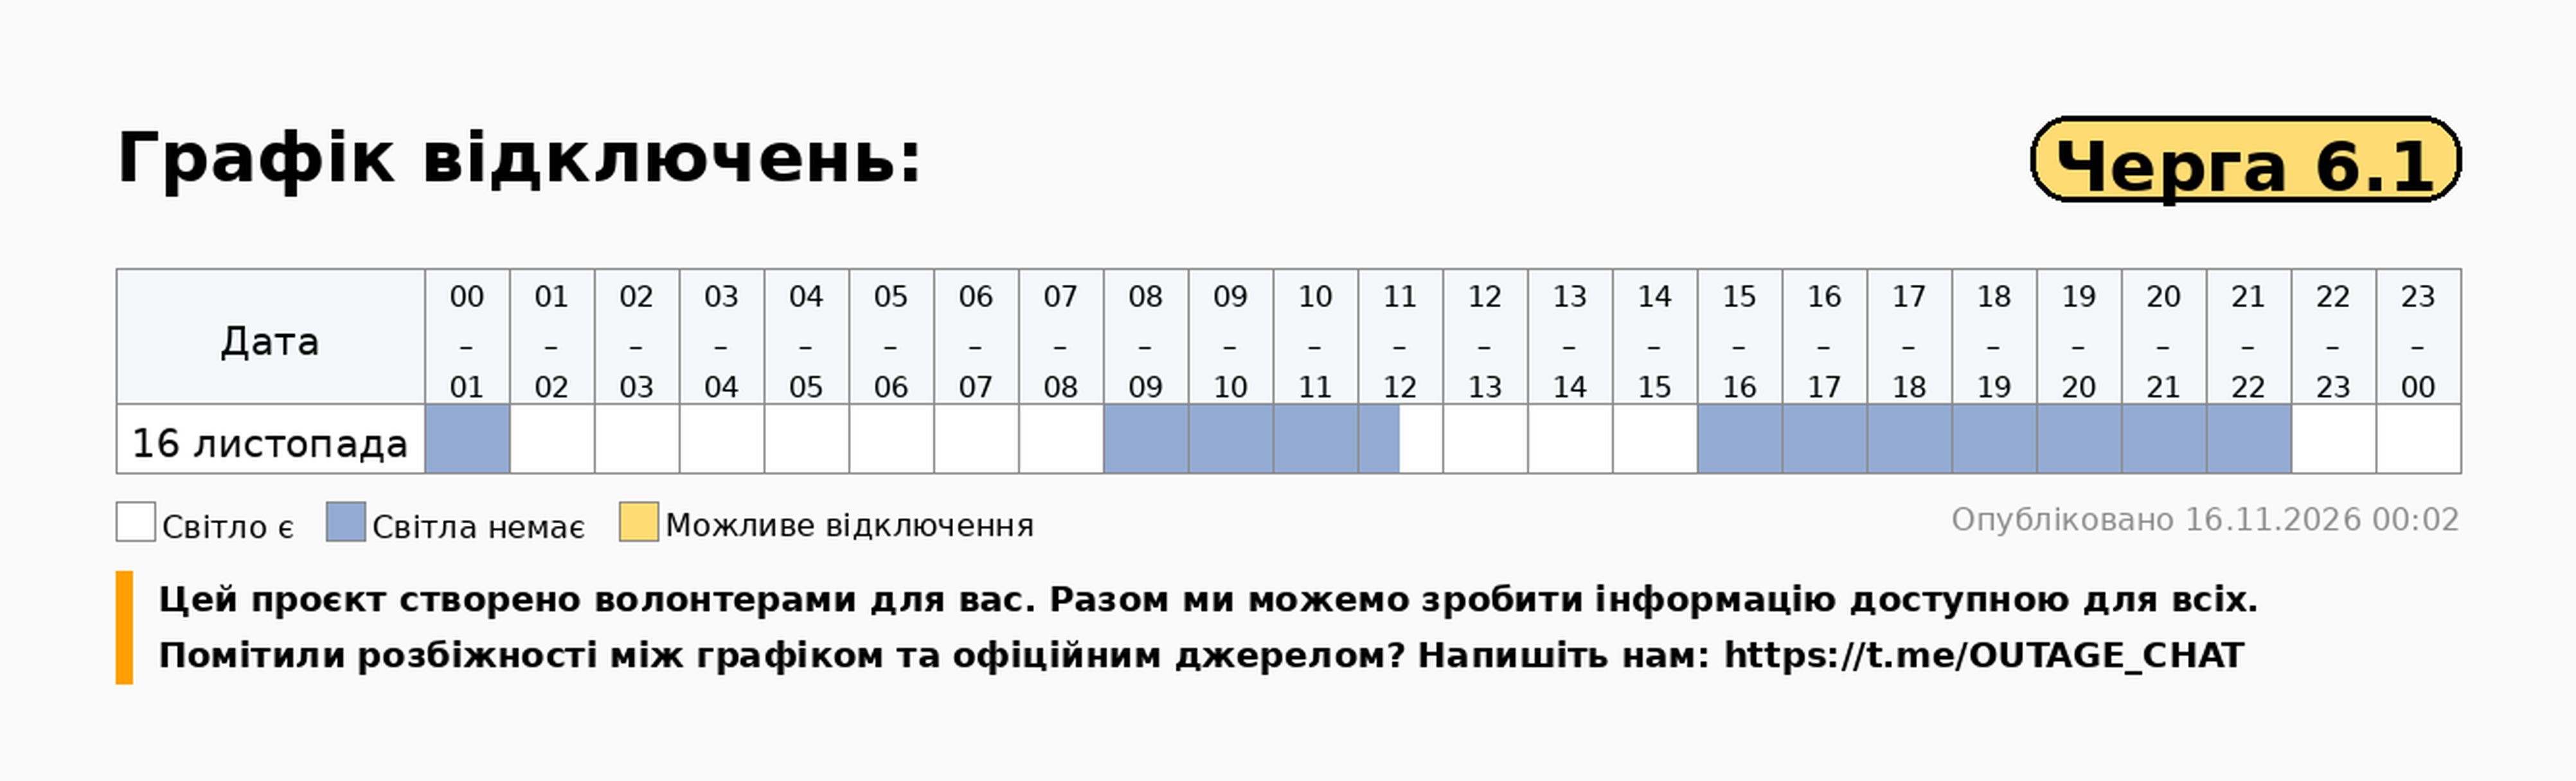 Графік відключень:
Черга 6.1
Дата 00 – 01 01 – 02 02 – 03 03 – 04 04 – 05 05 – 06 06 – 07 07 – 08 08 – 09 09 – 10 10 – 11 11 – 12 12 – 13 13 – 14 14 – 15 15 – 16 16 – 17 17 – 18 18 – 19 19 – 20 20 – 21 21 – 22 22 – 23 23 – 00
16 листопада
Світло є Світла немає Можливе відключення
Опубліковано 16.11.2026 00:02
Цей проєкт створено волонтерами для вас. Разом ми можемо зробити інформацію доступною для всіх.
Помітили розбіжності між графіком та офіційним джерелом? Напишіть нам: https://t.me/OUTAGE_CHAT